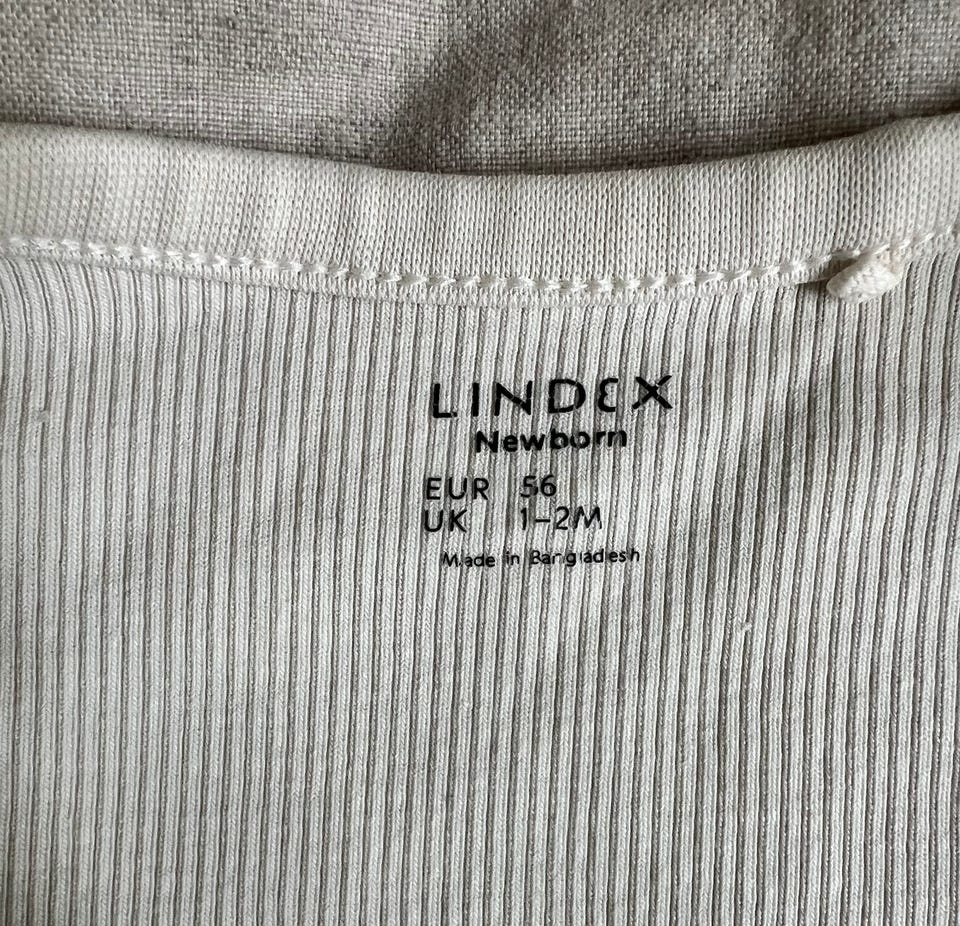 LINDEX
Newborn
EUR 56
UK 1-2M
Made in Bangladesh